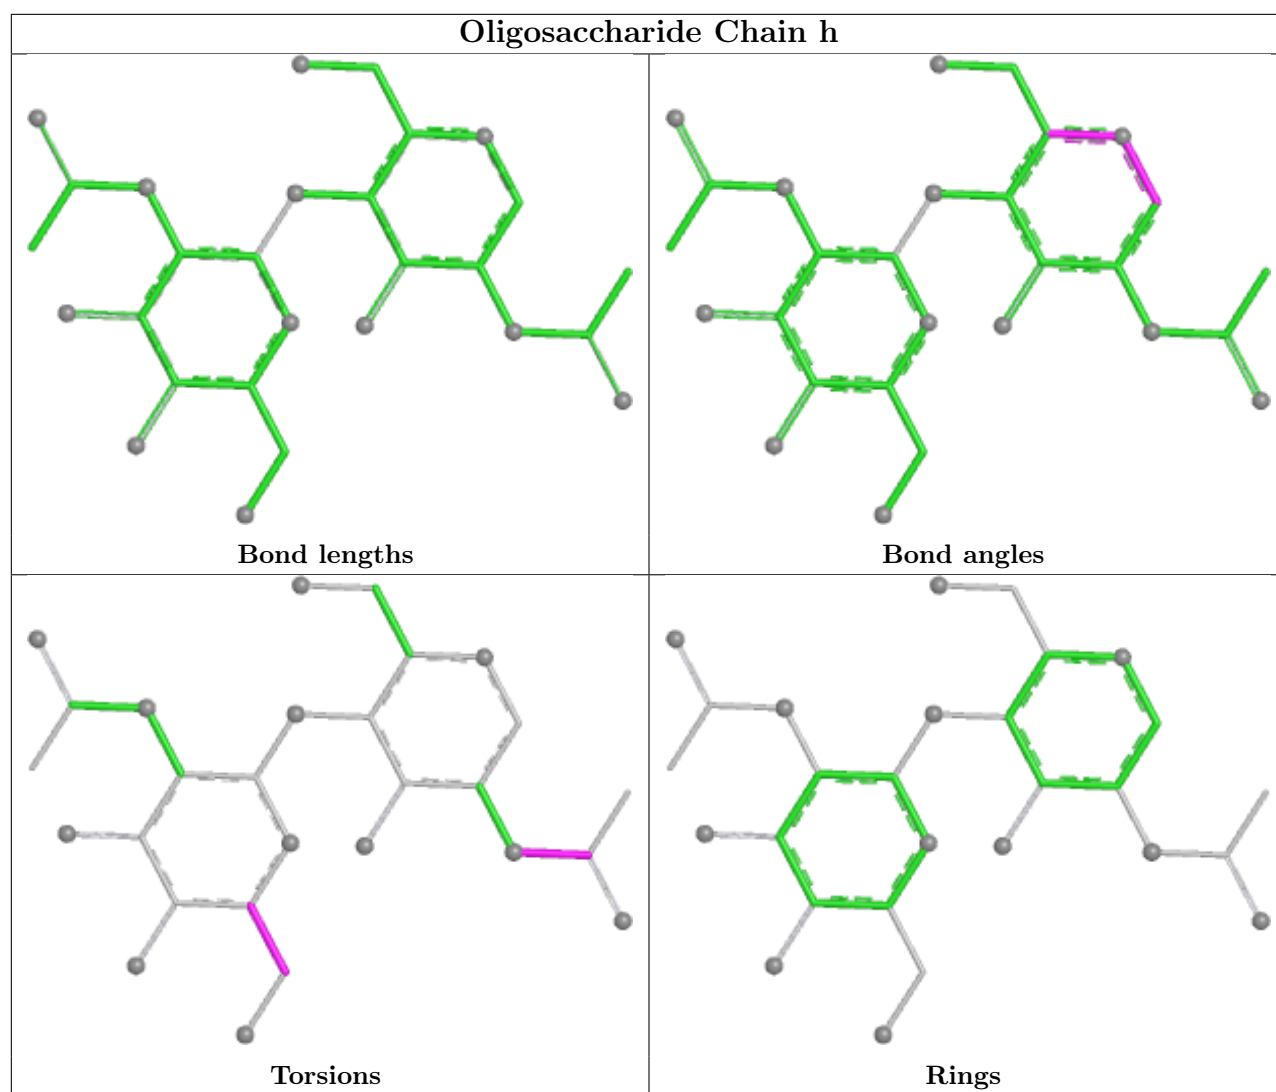 Oligosaccharide Chain h
Bond lengths
Bond angles
Torsions
Rings